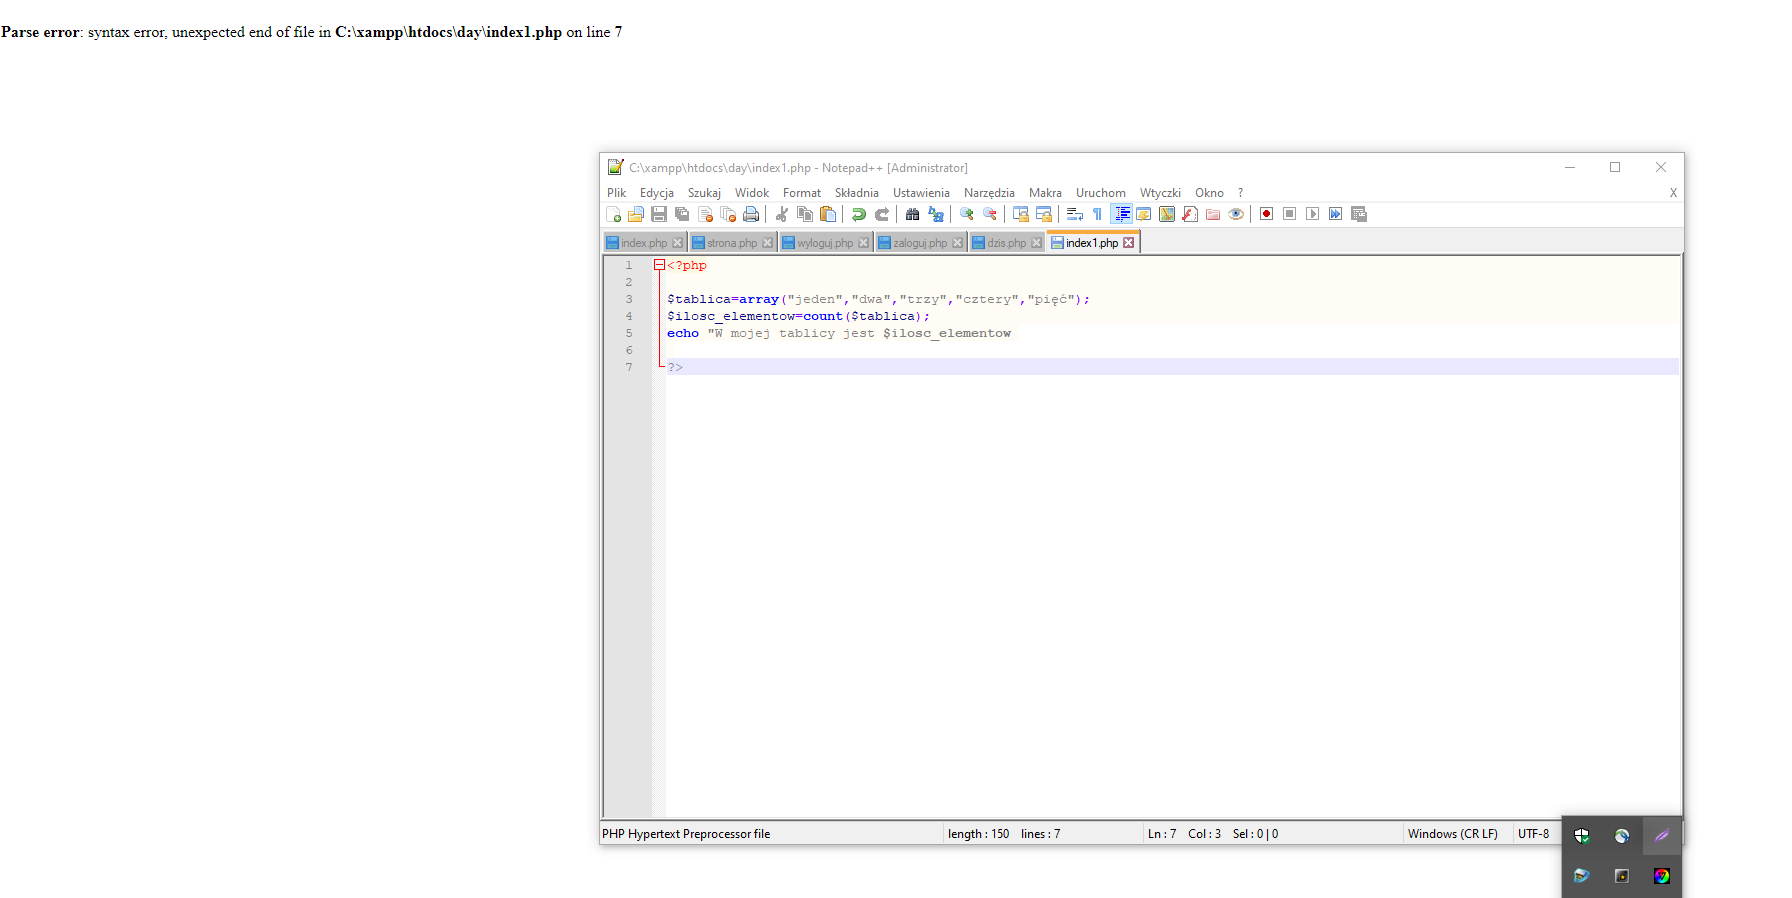 Parse error: syntax error, unexpected end of file in C:\xampp\htdocs\day\index1.php on line 7
C:\xampp\htdocs\day\index1.php - Notepad++ [Administrator]
Plik Edycja Szukaj Widok Format Składnia Ustawienia Narzędzia Makra Uruchom Wtyczki Okno ? X
index.php strona.php wyloguj.php zaloguj.php dzis.php index1.php
1 <?php
2
3 $tablica=array("jeden","dwa","trzy","cztery","pięć");
4 $ilosc_elementow=count($tablica);
5 echo "W mojej tablicy jest $ilosc_elementow
6
7 ?>
PHP Hypertext Preprocessor file length : 150 lines : 7 Ln : 7 Col : 3 Sel : 0 | 0 Windows (CR LF) UTF-8